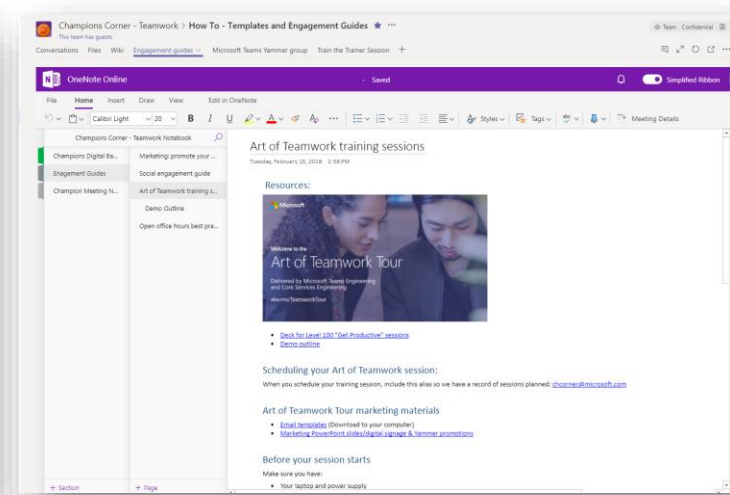 Champions Corner - Teamwork > How To - Templates and Engagement Guides ★ ···
This team has guests
Team Confidential
Conversations Files Wiki Engagement guides Microsoft Teams Yammer group Train the Trainer Session +
OneNote Online
- Saved
Simplified Ribbon
File Home Insert Draw View Edit in OneNote
Calibri Light 20 B I U A Styles Tags Meeting Details
Champions Corner - Teamwork Notebook
Champions Digital Ba...
Enagement Guides
Champion Meeting N...
+ Section
Marketing: promote your ...
Social engagement guide
Art of Teamwork training s...
Demo Outline
Open office hours best pra...
+ Page
Art of Teamwork training sessions
2018 2:58 PM
Resources:
Microsoft
Welcome to the
Art of Teamwork Tour
Delivered by Microsoft Teams Engineering
and Core Services Engineering
aka.ms/TeamworkTour
• Deck for Level 100 "Get Productive" sessions
• Demo outline
Scheduling your Art of Teamwork session:
When you schedule your training session, include this alias so we have a record of sessions planned: chcorner@microsoft.com
Art of Teamwork Tour marketing materials
• Email templates (Download to your computer)
• Marketing PowerPoint slides/digital signage & Yammer promotions
Before your session starts
Make sure you have:
• Your laptop and power supply